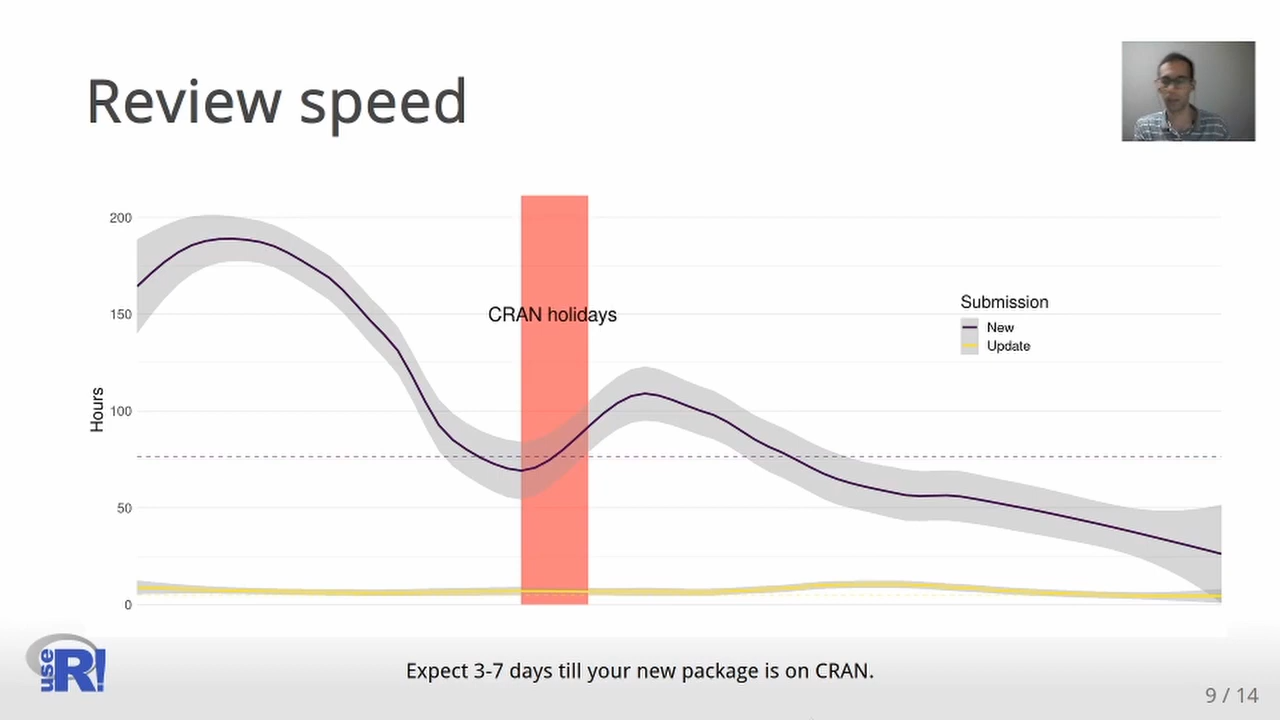 Review speed
200
150
100
50
0
Hours
CRAN holidays
Submission
New
Update
useR!
Expect 3-7 days till your new package is on CRAN.
9 / 14